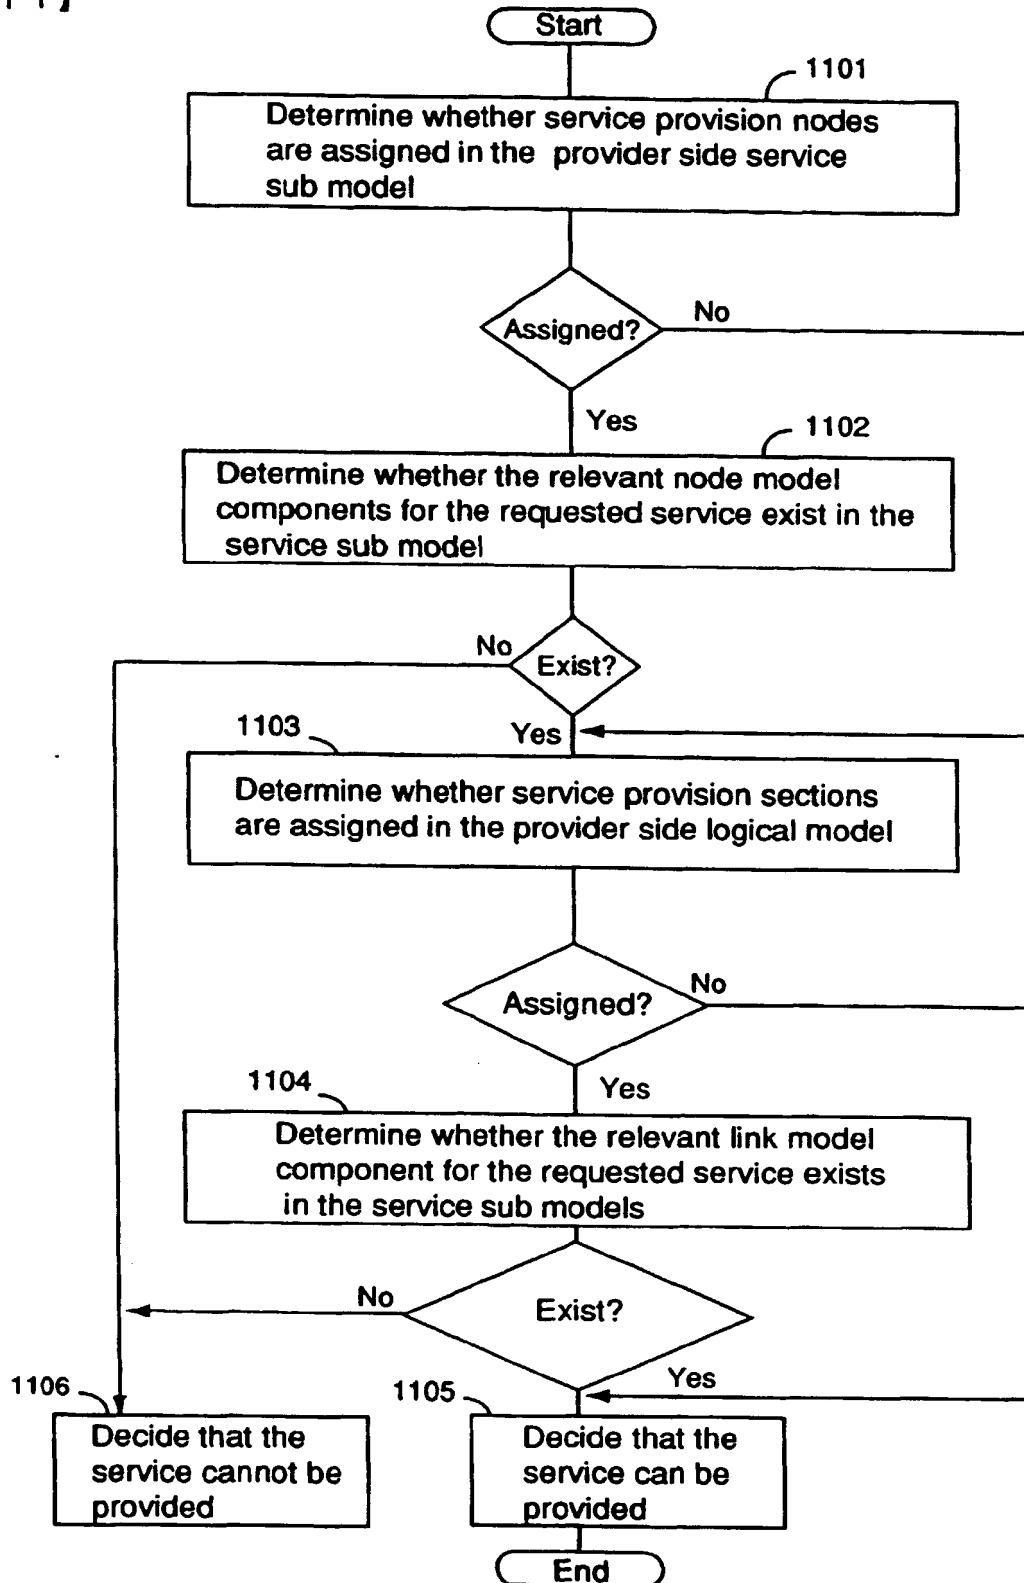 Start
1101
Determine whether service provision nodes
are assigned in the provider side service
sub model
Assigned?
No
Yes
1102
Determine whether the relevant node model
components for the requested service exist in the
service sub model
No
Exist?
Yes
1103
Determine whether service provision sections
are assigned in the provider side logical model
Assigned?
No
Yes
1104
Determine whether the relevant link model
component for the requested service exists
in the service sub models
No
Exist?
Yes
1106
1105
Decide that the
service cannot be
provided
Decide that the
service can be
provided
End